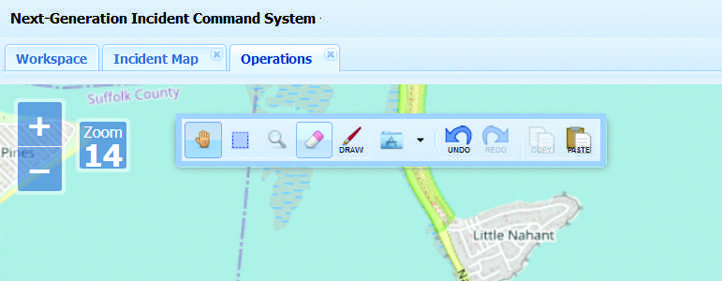 Next-Generation Incident Command System
Workspace
Incident Map
Operations
Suffolk County
+
Zoom
14
−
Pines
DRAW
UNDO
REDO
COPY
PASTE
Little Nahant
Na